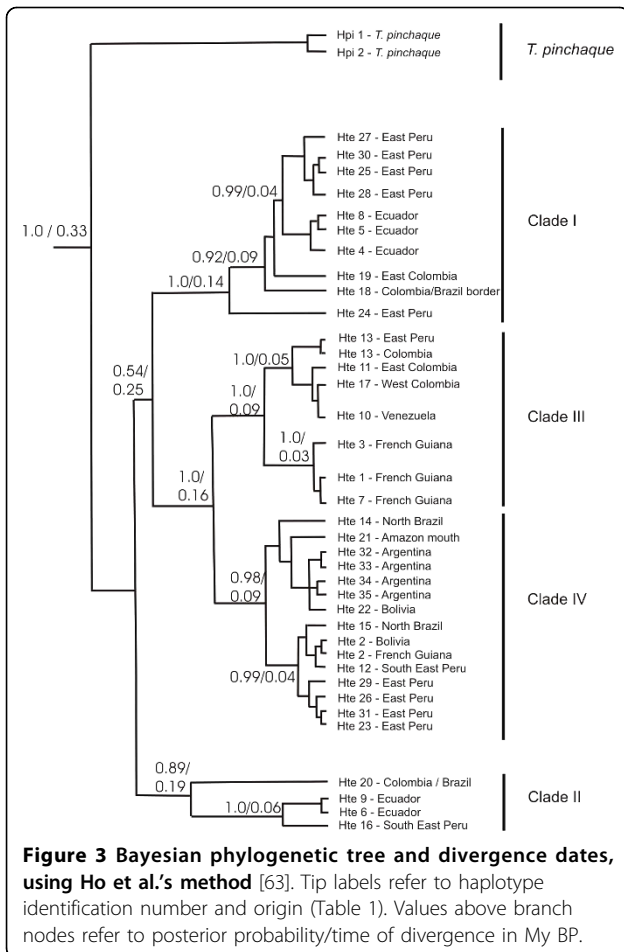 Hpi 1 - T. pinchaque
Hpi 2 - T. pinchaque
T. pinchaque
Hte 27 - East Peru
Hte 30 - East Peru
Hte 25 - East Peru
Hte 28 - East Peru
0.99/0.04
Hte 8 - Ecuador
Hte 5 - Ecuador
Hte 4 - Ecuador
Clade I
1.0 / 0.33
0.92/0.09
Hte 19 - East Colombia
1.0/0.14
Hte 18 - Colombia/Brazil border
Hte 24 - East Peru
Hte 13 - East Peru
Hte 13 - Colombia
1.0/0.05
Hte 11 - East Colombia
0.54/
0.25
Hte 17 - West Colombia
1.0/
0.09
Hte 10 - Venezuela
Clade III
1.0/
0.03
Hte 3 - French Guiana
1.0/
0.16
Hte 1 - French Guiana
Hte 7 - French Guiana
Hte 14 - North Brazil
Hte 21 - Amazon mouth
Hte 32 - Argentina
Hte 33 - Argentina
0.98/
0.09
Hte 34 - Argentina
Hte 35 - Argentina
Hte 22 - Bolivia
Clade IV
Hte 15 - North Brazil
Hte 2 - Bolivia
Hte 2 - French Guiana
Hte 12 - South East Peru
0.99/0.04
Hte 29 - East Peru
Hte 26 - East Peru
Hte 31 - East Peru
Hte 23 - East Peru
0.89/
0.19
Hte 20 - Colombia / Brazil
1.0/0.06
Hte 9 - Ecuador
Hte 6 - Ecuador
Hte 16 - South East Peru
Clade II
Figure 3 Bayesian phylogenetic tree and divergence dates,
using Ho et al.'s method [63]. Tip labels refer to haplotype
identification number and origin (Table 1). Values above branch
nodes refer to posterior probability/time of divergence in My BP.